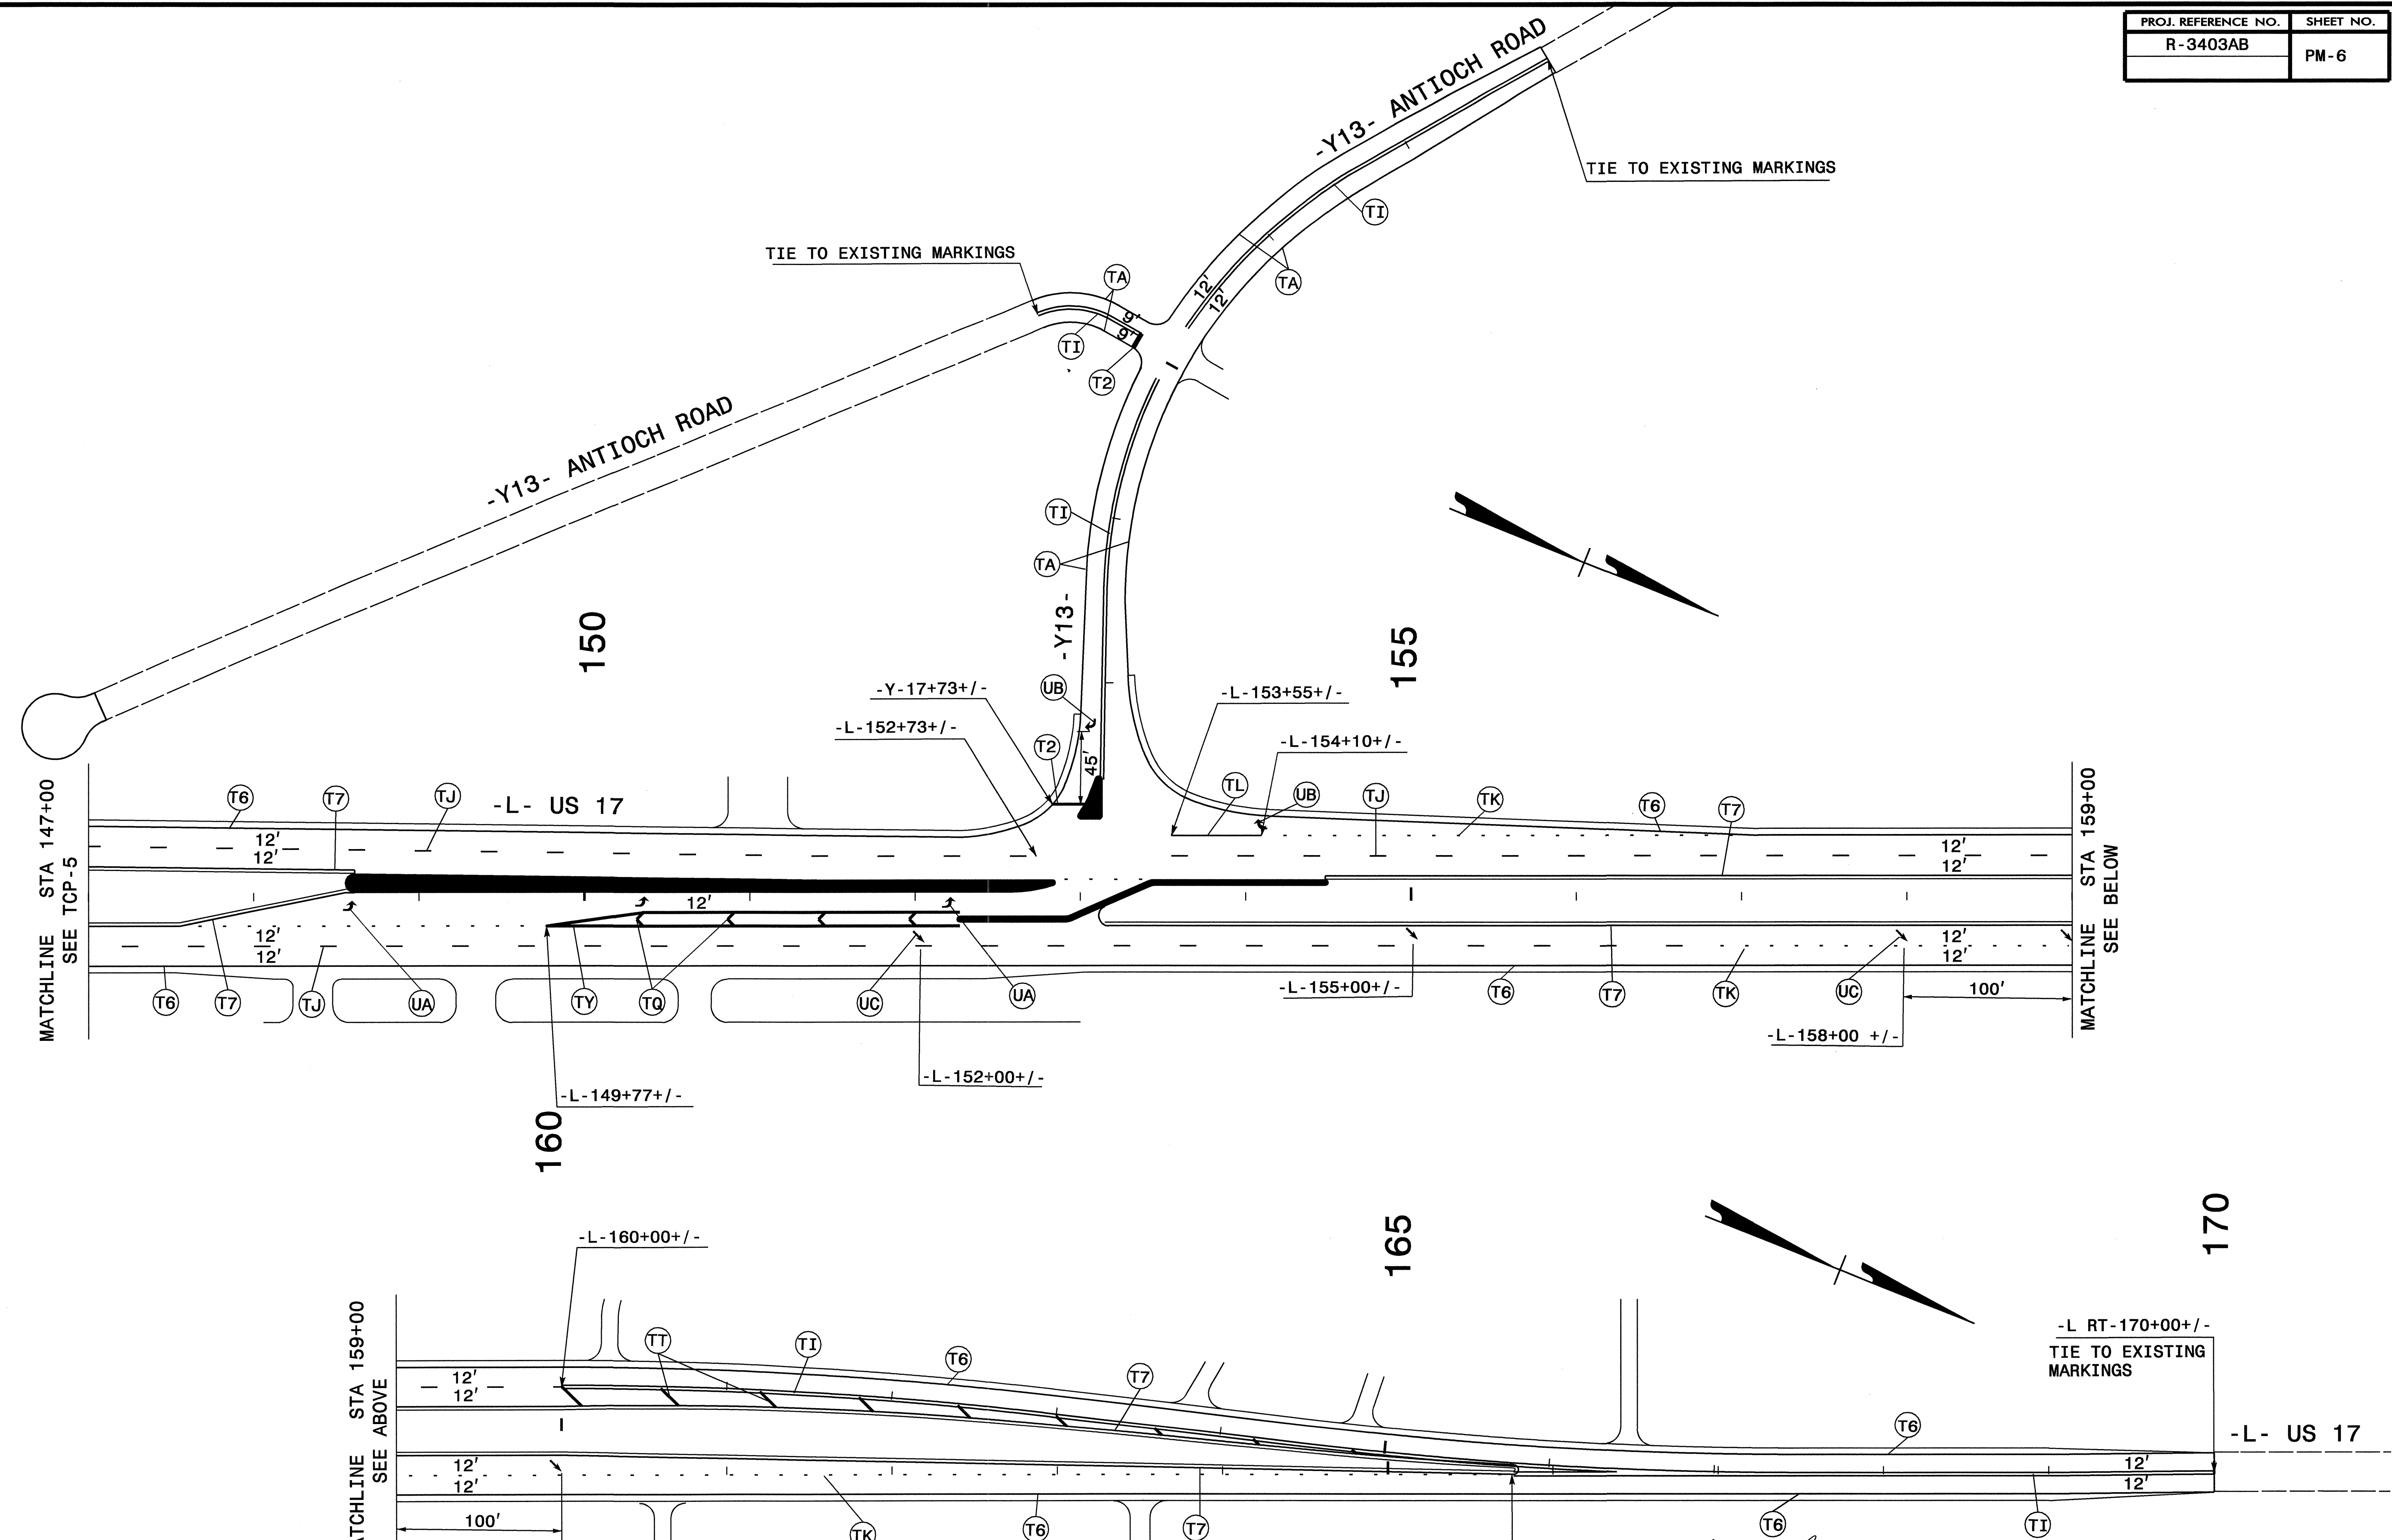 PROJ. REFERENCE NO.
SHEET NO.
R-3403AB
PM-6
-Y13- ANTIOCH ROAD
TIE TO EXISTING MARKINGS
TI
TIE TO EXISTING MARKINGS
TA
TA
12'
12'
9'
9'
TI
T2
-Y13- ANTIOCH ROAD
TI
TA
-Y13-
150
155
UB
-Y-17+73+/-
-L-153+55+/-
-L-152+73+/-
T2
45'
-L-154+10+/-
MATCHLINE STA 147+00
SEE TCP-5
T6
T7
TJ
-L- US 17
TL
UB
TJ
TK
T6
T7
MATCHLINE STA 159+00
SEE BELOW
12'
12'
12'
12'
12'
12'
12'
12'
12'
T6
T7
TJ
UA
TY
TQ
UC
UA
-L-155+00+/-
T6
T7
TK
UC
100'
-L-158+00 +/-
-L-152+00+/-
-L-149+77+/-
160
165
170
-L-160+00+/-
-L RT-170+00+/-
TIE TO EXISTING
MARKINGS
STA 159+00
SEE ABOVE
TT
TI
T6
T7
12'
12'
T6
-L- US 17
12'
12'
12'
12'
100'
TK
T6
T7
T6
TI